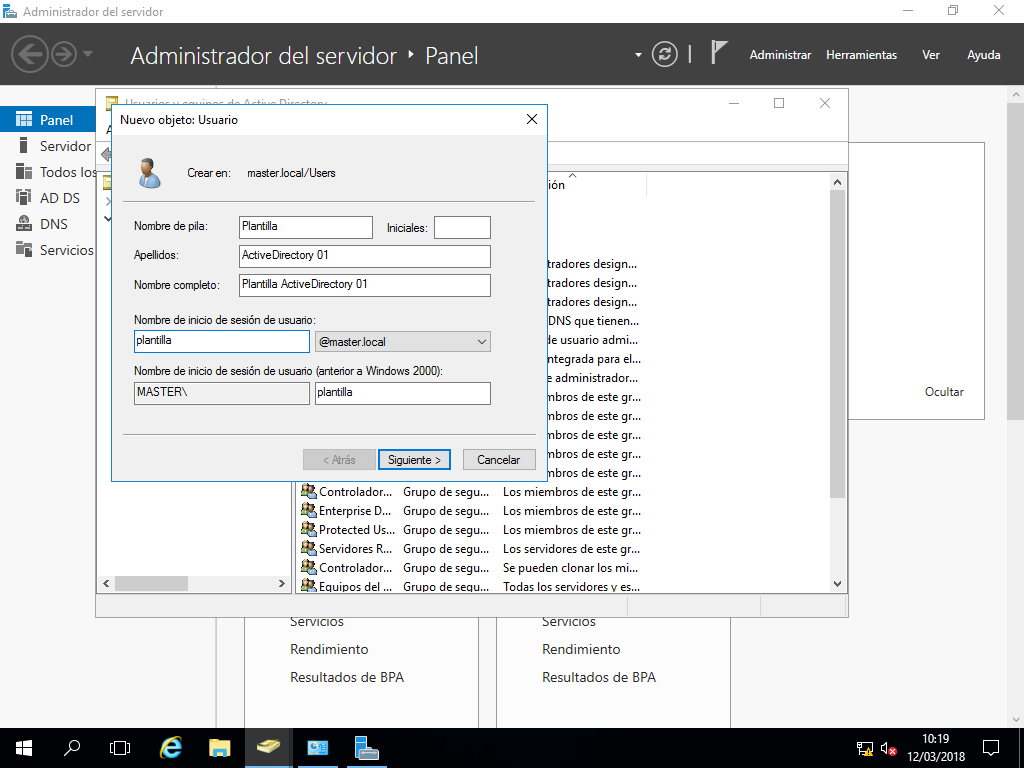 Administrador del servidor
Administrador del servidor
Panel
Administrar
Herramientas
Ver
Ayuda
Panel
Servidor
Todos los
AD DS
DNS
Servicios
Usuarios y equipos de Active Directory
Nuevo objeto: Usuario
Crear en: master.local/Users
Nombre de pila: Plantilla Iniciales:
Apellidos: ActiveDirectory 01
Nombre completo: Plantilla ActiveDirectory 01
Nombre de inicio de sesión de usuario:
plantilla @master.local
Nombre de inicio de sesión de usuario (anterior a Windows 2000):
MASTER\ plantilla
< Atrás Siguiente > Cancelar
ión
tradores design...
tradores design...
tradores design...
DNS que tienen...
de usuario admi...
ntegrada para el...
e administrador...
mbros de este gr...
mbros de este gr...
mbros de este gr...
mbros de este gr...
mbros de este gr...
Controlador... Grupo de segu... Los miembros de este gr...
Enterprise D... Grupo de segu... Los miembros de este gr...
Protected Us... Grupo de segu... Los miembros de este gr...
Servidores R... Grupo de segu... Los servidores de este gr...
Controlador... Grupo de segu... Se pueden clonar los mi...
Equipos del ... Grupo de segu... Todas los servidores y es...
Ocultar
Servicios
Rendimiento
Resultados de BPA
Servicios
Rendimiento
Resultados de BPA
10:19
12/03/2018